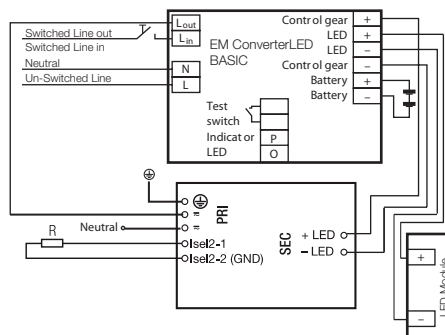 Switched Line out
Switched Line in
Neutral
Un-Switched Line
Lout
Lin
N
L
EM ConverterLED
BASIC
Test
switch
Indicator
LED
P
O
Control gear +
LED +
LED −
Control gear −
Battery +
Battery −
R
Neutral
=
=
PRI
Isel2-1
Isel2-2 (GND)
SEC
+ LED
− LED
+
−
LED Module